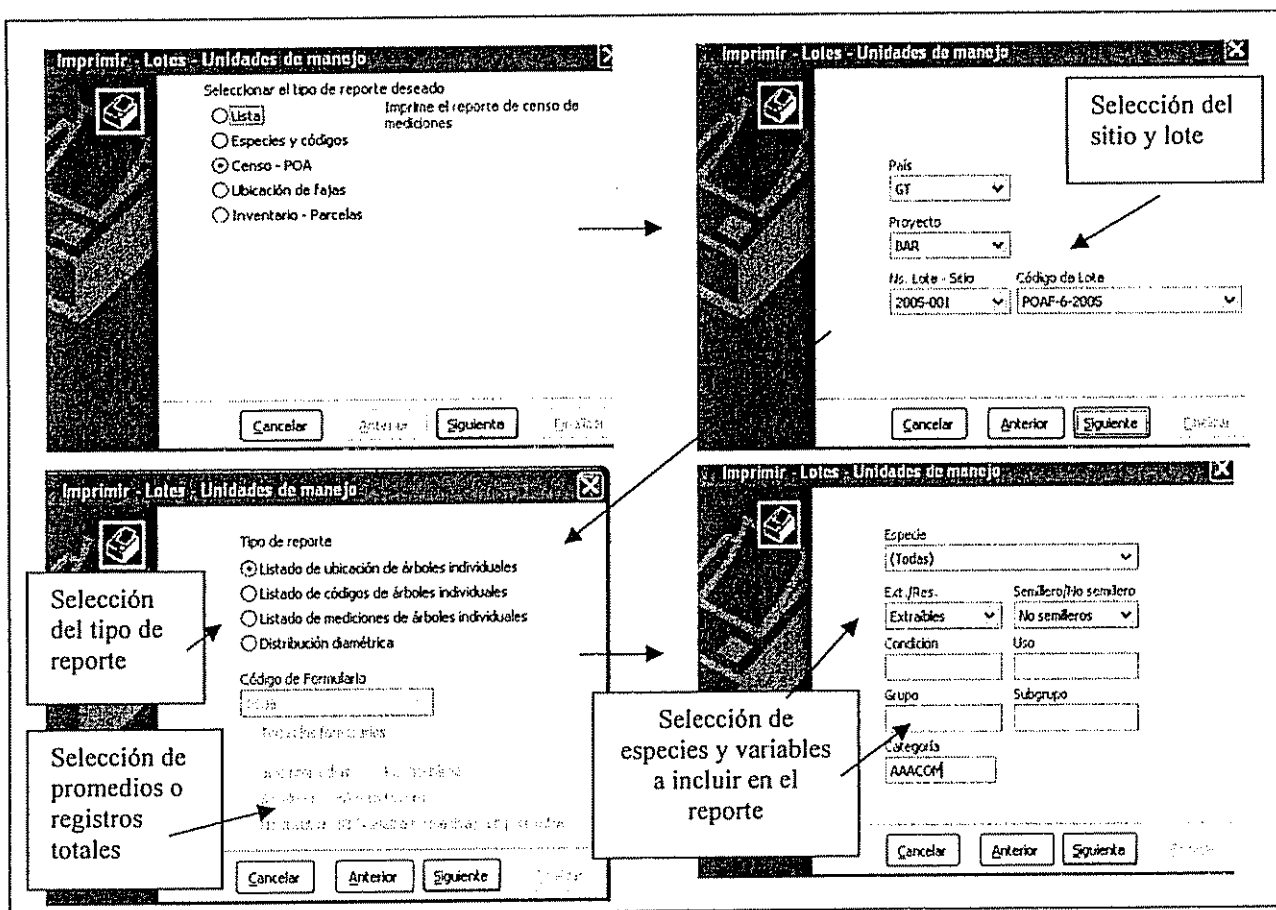 Imprimir - Lotes - Unidades de manejo
Seleccionar el tipo de reporte deseado
Lista
Imprime el reporte de censo de
mediciones
Especies y códigos
Censo - POA
Ubicación de fajas
Inventario - Parcelas
Cancelar
Anterior
Siguiente
Imprimir - Lotes - Unidades de manejo
Selección del
sitio y lote
País
GT
Proyecto
BAR
No. Lote - Sitio
Código de Lote
2005-001
POAF-6-2005
Cancelar
Anterior
Siguiente
Imprimir - Lotes - Unidades de manejo
Tipo de reporte
Listado de ubicación de árboles individuales
Listado de códigos de árboles individuales
Listado de mediciones de árboles individuales
Distribución diamétrica
Selección
del tipo de
reporte
Código de Formulario
Selección de
promedios o
registros
totales
Cancelar
Anterior
Siguiente
Imprimir - Lotes - Unidades de manejo
Especie
(Todas)
Ext./Res.
Semillero/No semillero
Extraibles
No semilleros
Condición
Uso
Grupo
Subgrupo
Categoría
AAACOM
Selección de
especies y variables
a incluir en el
reporte
Cancelar
Anterior
Siguiente